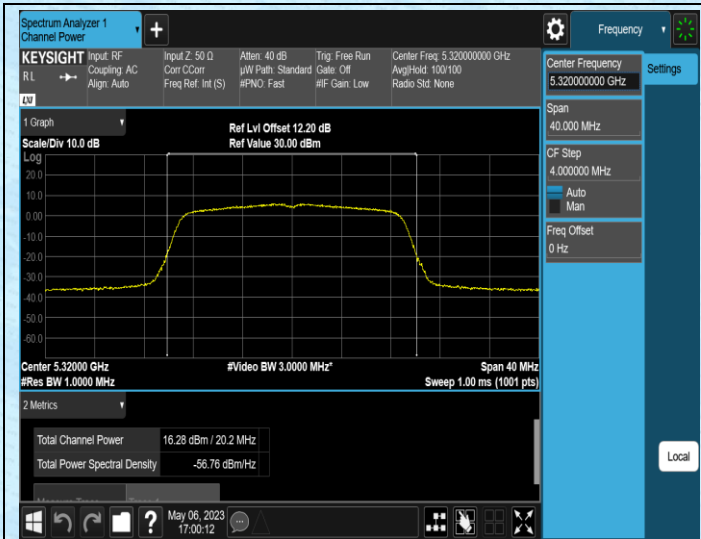 Spectrum Analyzer 1
Channel Power
+
Frequency
KEYSIGHT
RL
LXI
Input: RF
Coupling: AC
Align: Auto
Input Z: 50 Ω
Corr CCorr
Freq Ref: Int (S)
Atten: 40 dB
µW Path: Standard
#PNO: Fast
Trig: Free Run
Gate: Off
#IF Gain: Low
Center Freq: 5.320000000 GHz
Avg|Hold: 100/100
Radio Std: None
Center Frequency
5.320000000 GHz
Settings
Span
40.000 MHz
CF Step
4.000000 MHz
Auto
Man
Freq Offset
0 Hz
Local
1 Graph
Scale/Div 10.0 dB
Ref Lvl Offset 12.20 dB
Ref Value 30.00 dBm
Log
20.0
10.0
0.00
-10.0
-20.0
-30.0
-40.0
-50.0
-60.0
Center 5.32000 GHz
#Video BW 3.0000 MHz*
Span 40 MHz
#Res BW 1.0000 MHz
Sweep 1.00 ms (1001 pts)
2 Metrics
Total Channel Power 16.28 dBm / 20.2 MHz
Total Power Spectral Density -56.76 dBm/Hz
?
May 06, 2023
17:00:12